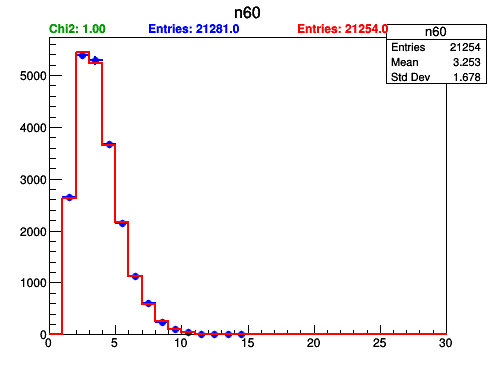 n60
Chi2: 1.00 Entries: 21281.0 Entries: 21254.0
n60
Entries 21254
Mean 3.253
Std Dev 1.678
5000
4000
3000
2000
1000
0
0 5 10 15 20 25 30